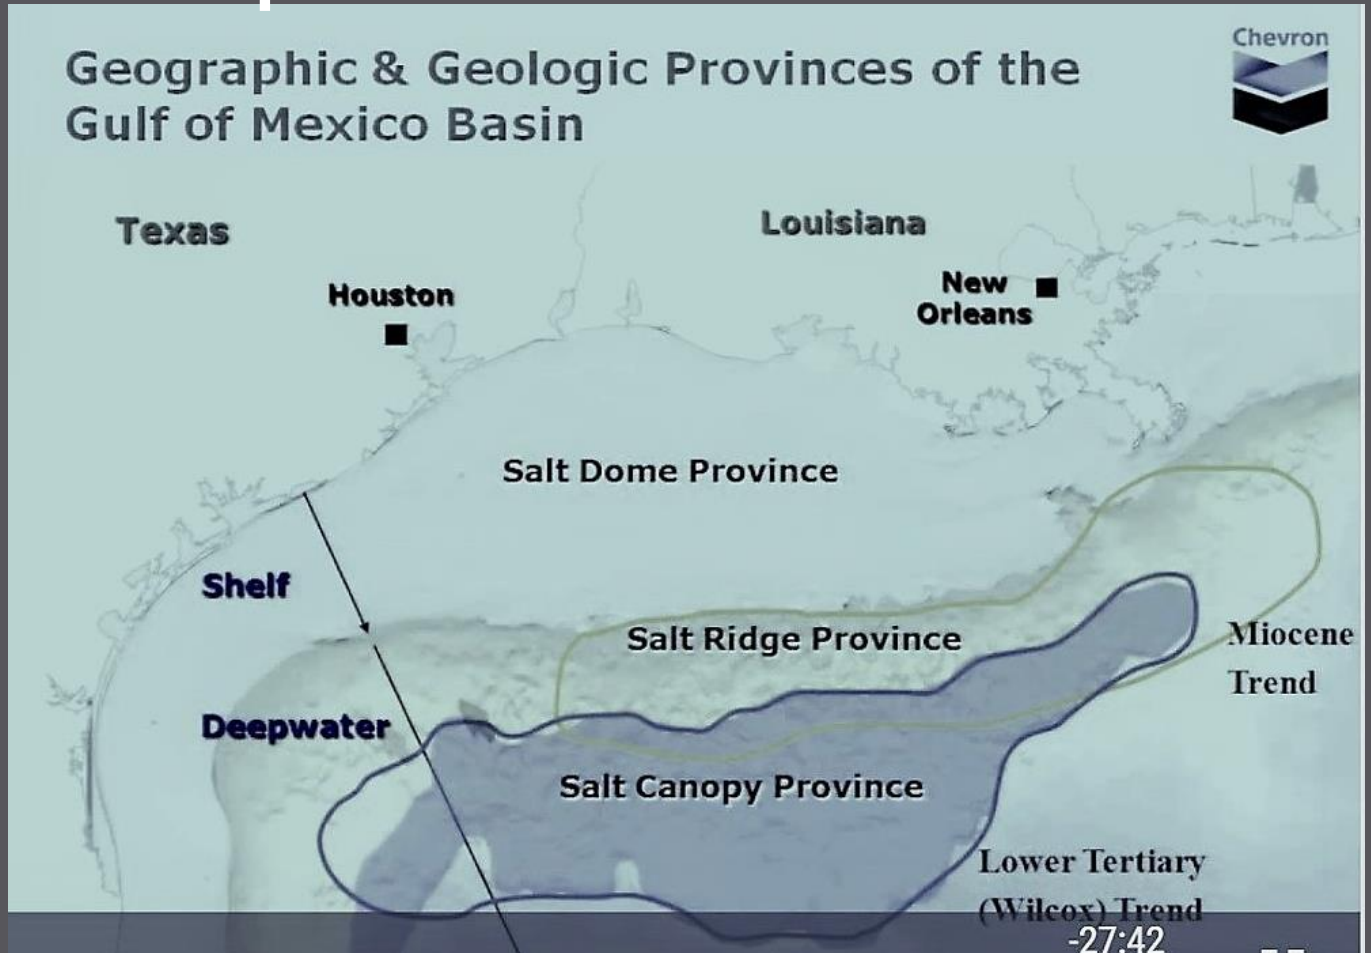 Chevron
Geographic & Geologic Provinces of the
Gulf of Mexico Basin
Texas
Louisiana
Houston
New
Orleans
Salt Dome Province
Shelf
Salt Ridge Province
Miocene
Trend
Deepwater
Salt Canopy Province
Lower Tertiary
(Wilcox) Trend
-27:42